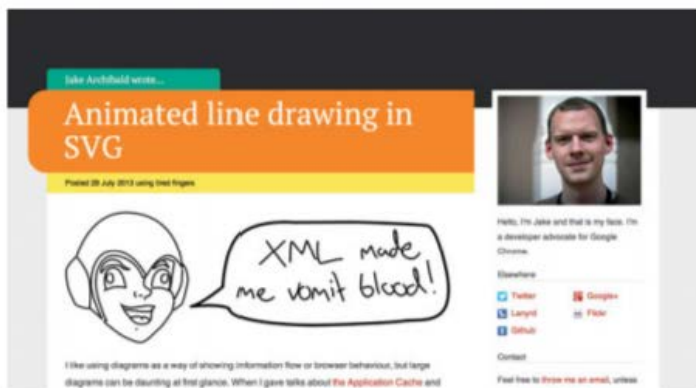 Jake Archibald wrote...
Animated line drawing in
SVG
Posted 29 July 2013 using tired fingers
XML made
me vomit blood!
I like using diagrams as a way of showing information flow or browser behaviour, but large
diagrams can be daunting at first glance. When I gave talks about the Application Cache and
Hello, I'm Jake and that is my face. I'm
a developer advocate for Google
Chrome.
Elsewhere
Twitter
Google+
Lanyrd
Flickr
Github
Contact
Feel free to throw me an email, unless